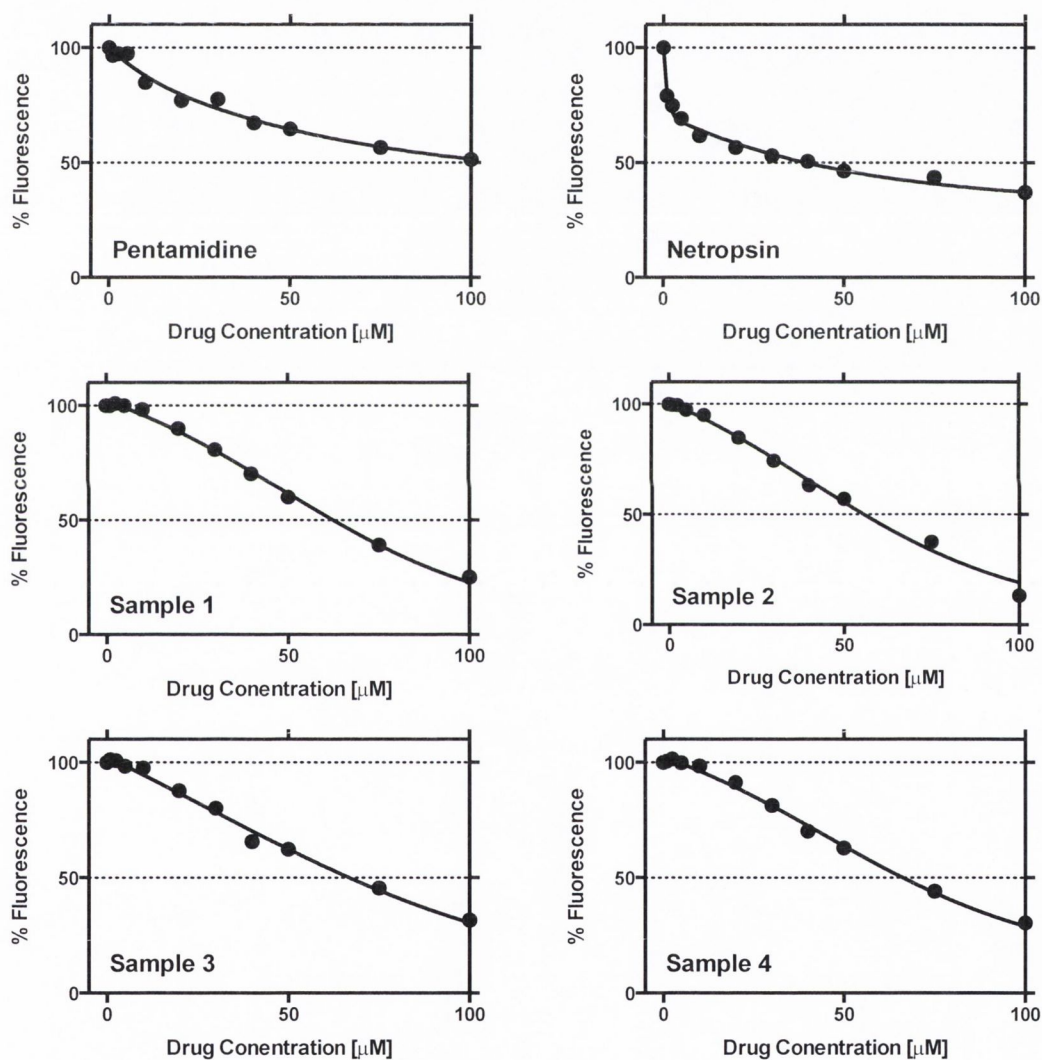 100
50
0
% Fluorescence
Pentamidine
0 50 100
Drug Conentration [μM]
100
50
0
% Fluorescence
Netropsin
0 50 100
Drug Conentration [μM]
100
50
0
% Fluorescence
Sample 1
0 50 100
Drug Conentration [μM]
100
50
0
% Fluorescence
Sample 2
0 50 100
Drug Conentration [μM]
100
50
0
% Fluorescence
Sample 3
0 50 100
Drug Conentration [μM]
100
50
0
% Fluorescence
Sample 4
0 50 100
Drug Conentration [μM]